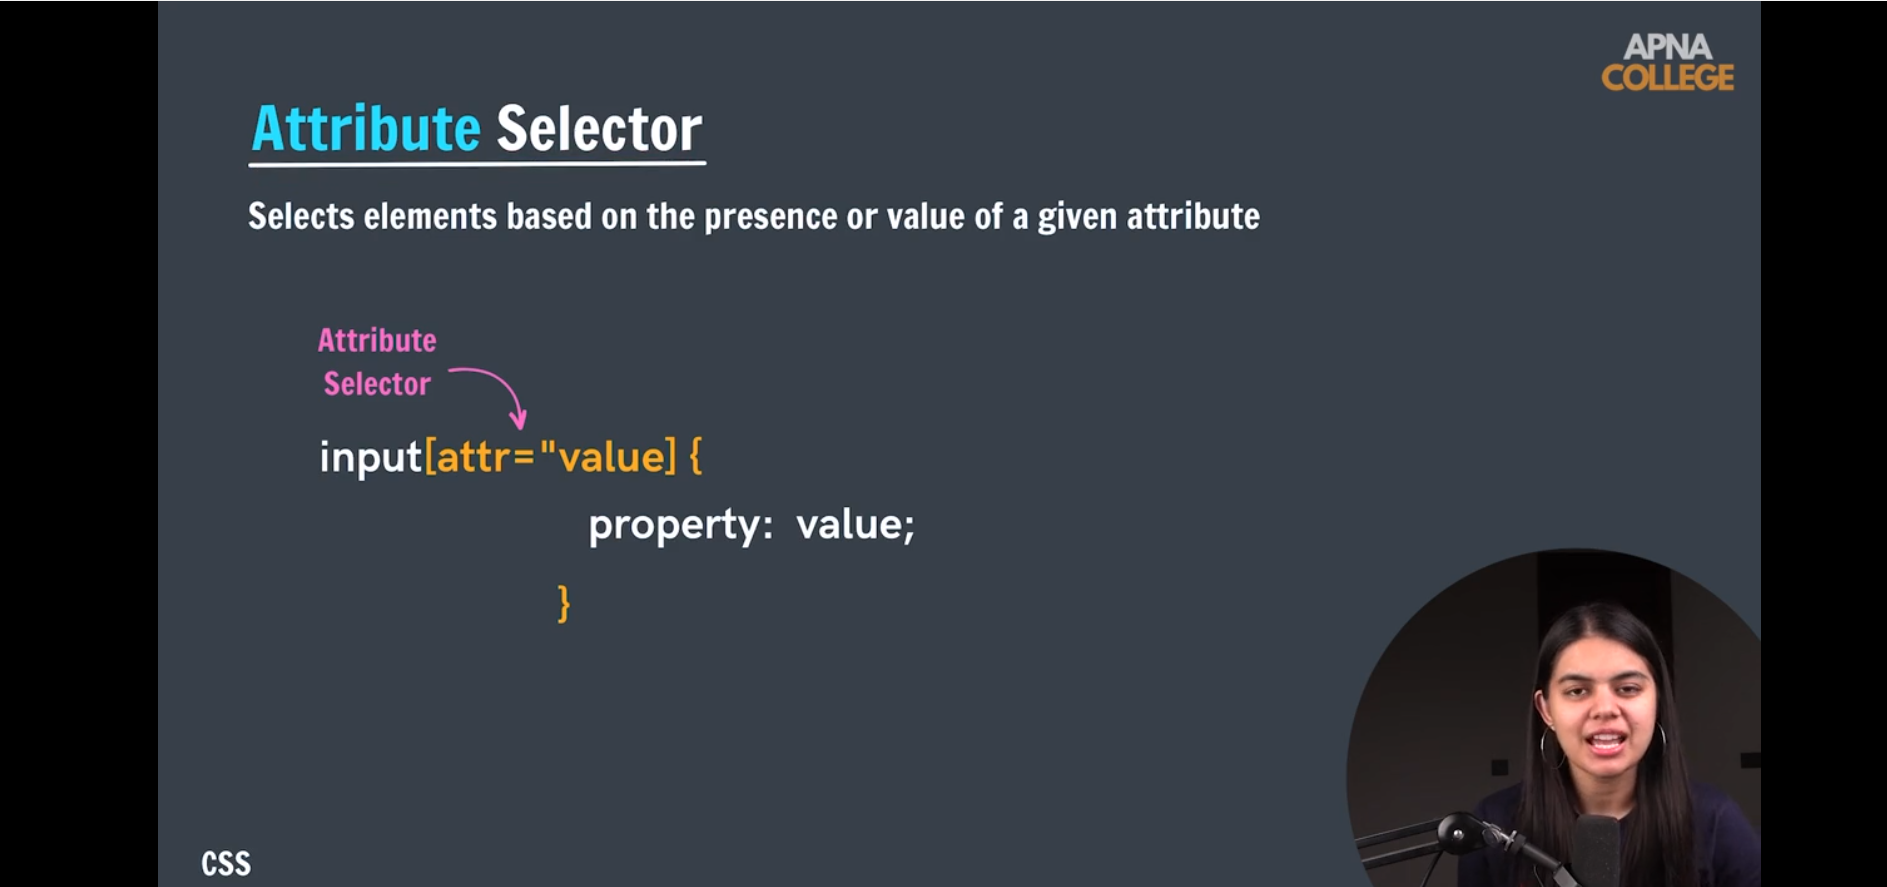 APNA
COLLEGE
Attribute Selector
Selects elements based on the presence or value of a given attribute
Attribute
Selector
input[attr="value] {
property: value;
}
CSS